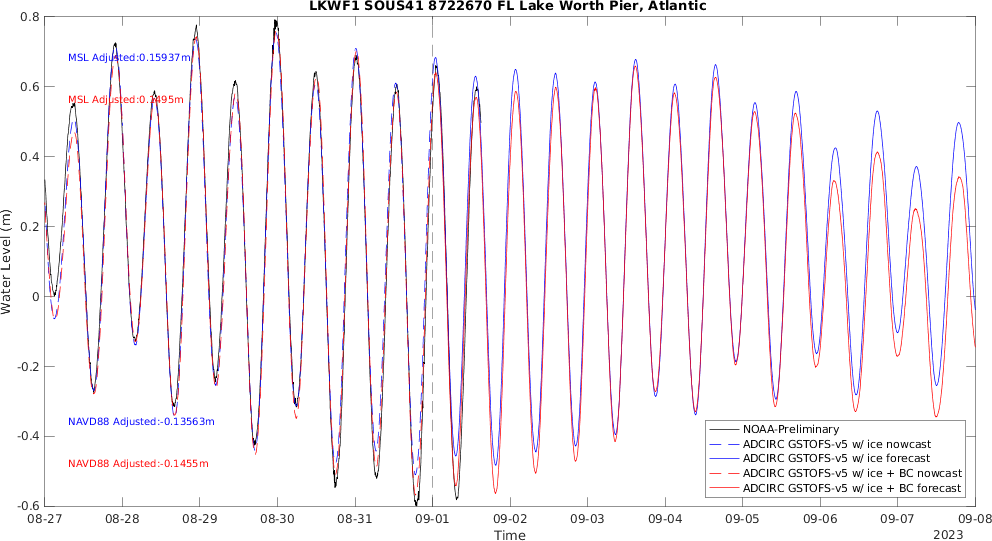 LKWF1 SOUS41 8722670 FL Lake Worth Pier, Atlantic
0.8
0.6
0.4
0.2
0
-0.2
-0.4
-0.6
Water Level (m)
MSL Adjusted:0.15937m
MSL Adjusted:0.1495m
NAVD88 Adjusted:-0.13563m
NAVD88 Adjusted:-0.1455m
NOAA-Preliminary
ADCIRC GSTOFS-v5 w/ ice nowcast
ADCIRC GSTOFS-v5 w/ ice forecast
ADCIRC GSTOFS-v5 w/ ice + BC nowcast
ADCIRC GSTOFS-v5 w/ ice + BC forecast
08-27 08-28 08-29 08-30 08-31 09-01 09-02 09-03 09-04 09-05 09-06 09-07 09-08
Time
2023